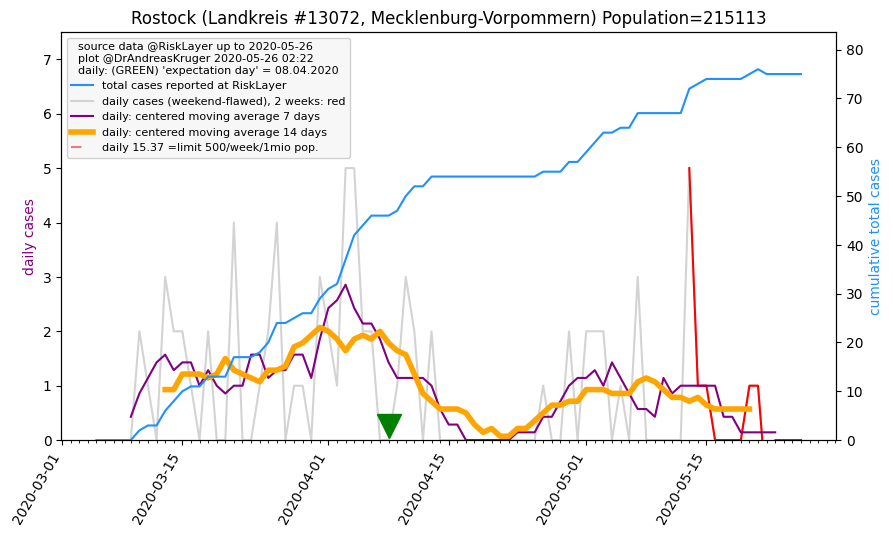 Rostock (Landkreis #13072, Mecklenburg-Vorpommern) Population=215113
source data @RiskLayer up to 2020-05-26
plot @DrAndreasKruger 2020-05-26 02:22
daily: (GREEN) 'expectation day' = 08.04.2020
total cases reported at RiskLayer
daily cases (weekend-flawed), 2 weeks: red
daily: centered moving average 7 days
daily: centered moving average 14 days
daily 15.37 =limit 500/week/1mio pop.
daily cases
7
6
5
4
3
2
1
0
cumulative total cases
80
70
60
50
40
30
20
10
0
2020-03-01
2020-03-15
2020-04-01
2020-04-15
2020-05-01
2020-05-15